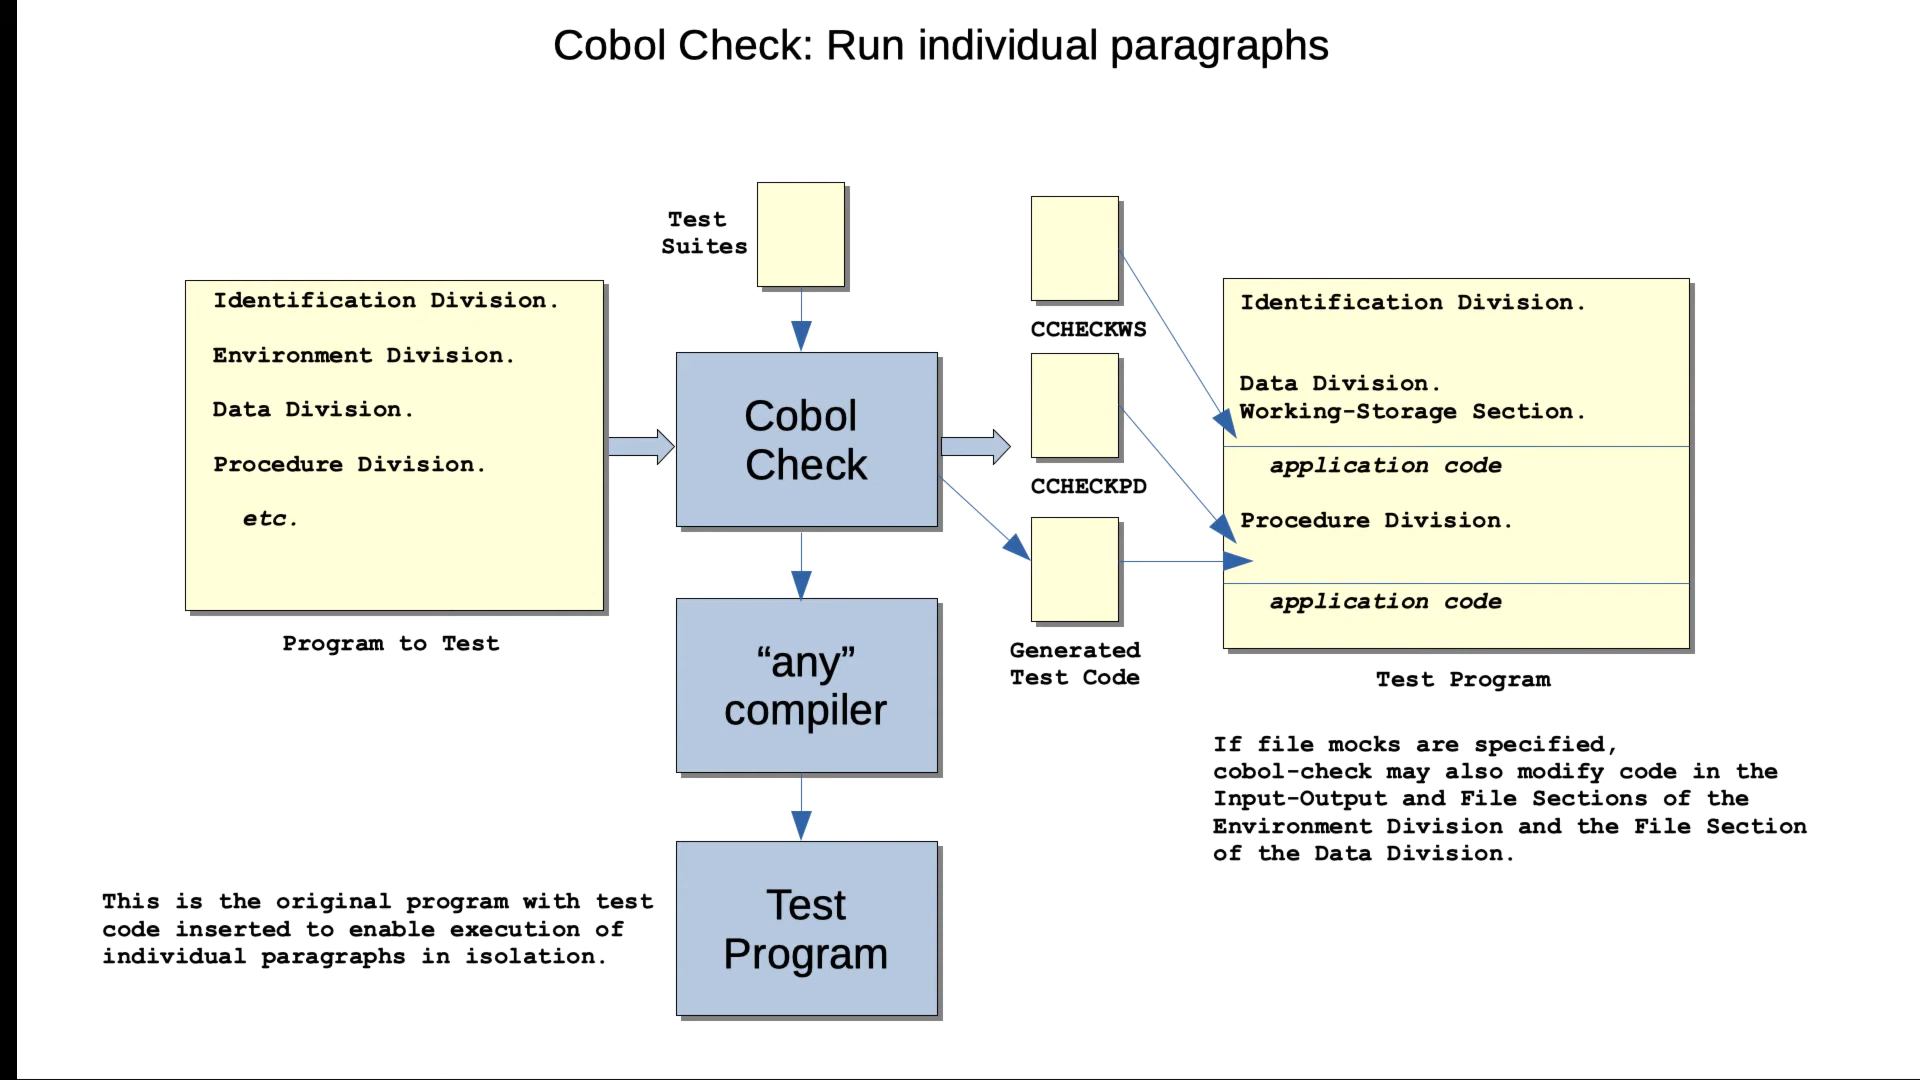 Cobol Check: Run individual paragraphs
Test
Suites
Identification Division.
Environment Division.
Data Division.
Procedure Division.
etc.
Program to Test
Cobol
Check
“any”
compiler
Test
Program
This is the original program with test
code inserted to enable execution of
individual paragraphs in isolation.
CCHECKWS
CCHECKPD
Generated
Test Code
Identification Division.
Data Division.
Working-Storage Section.
application code
Procedure Division.
application code
Test Program
If file mocks are specified,
cobol-check may also modify code in the
Input-Output and File Sections of the
Environment Division and the File Section
of the Data Division.